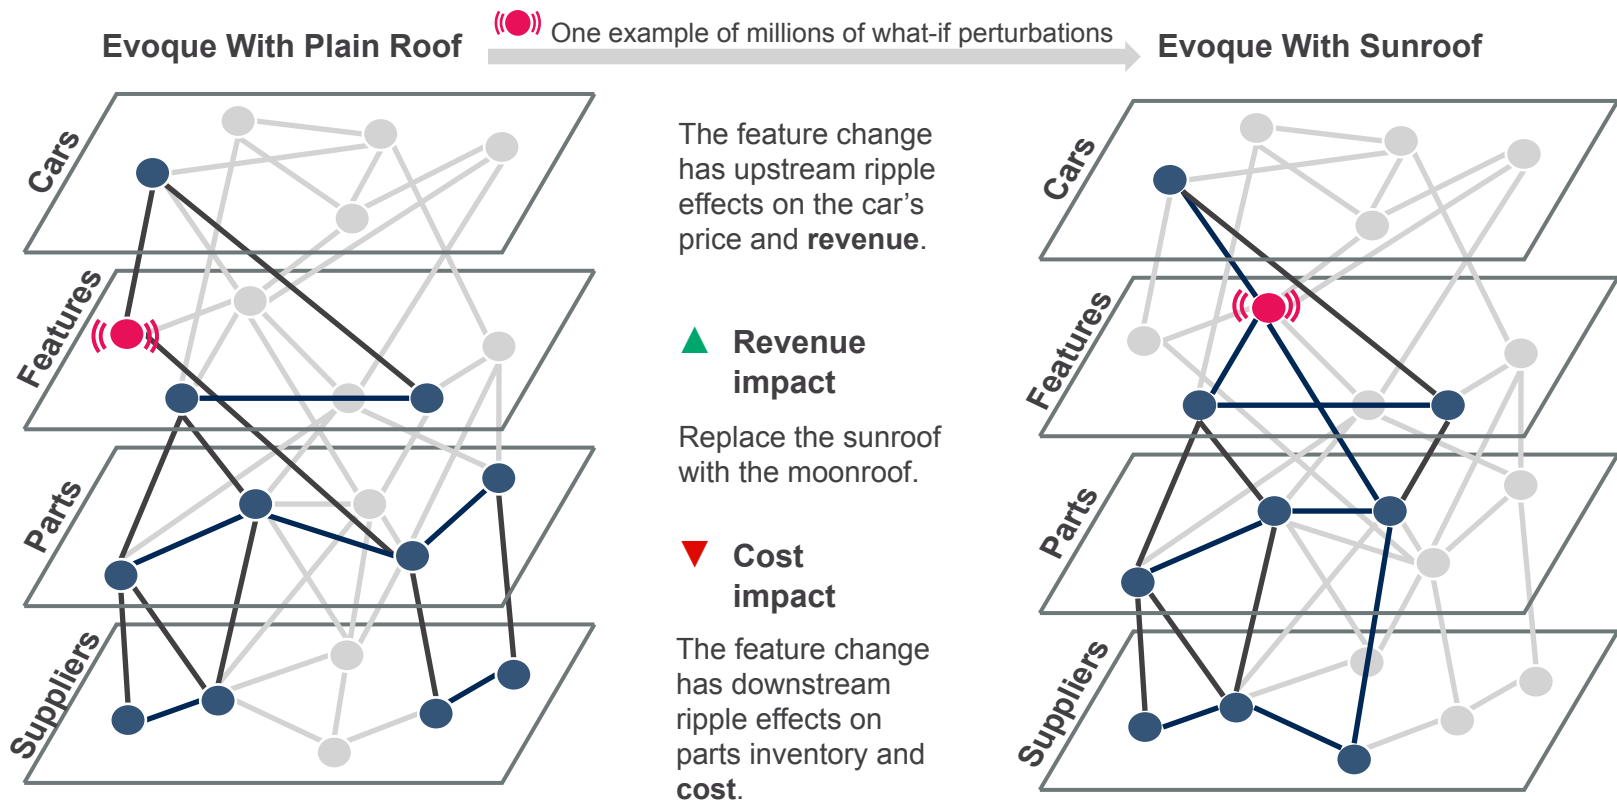 Evoque With Plain Roof
One example of millions of what-if perturbations
Evoque With Sunroof
Cars
Features
Parts
Suppliers
The feature change
has upstream ripple
effects on the car's
price and revenue.
Revenue
impact
Replace the sunroof
with the moonroof.
Cost
impact
The feature change
has downstream
ripple effects on
parts inventory and
cost.
Cars
Features
Parts
Suppliers